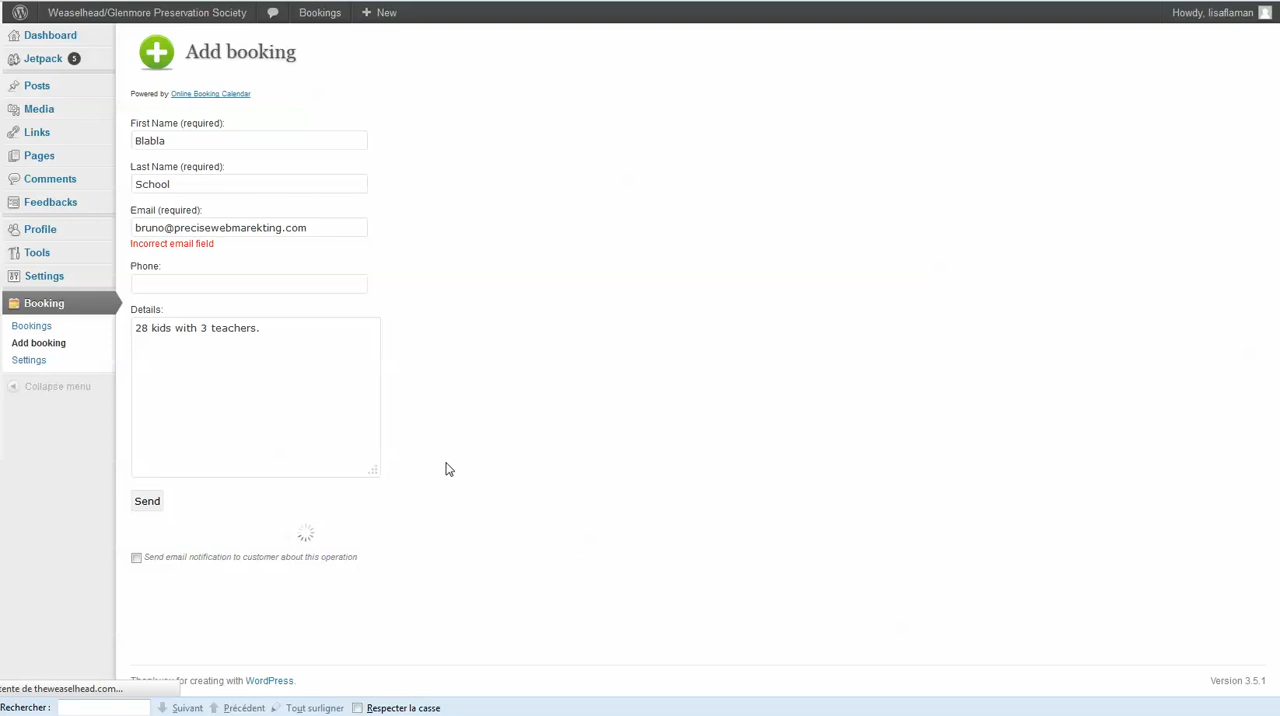 Weaselhead/Glenmore Preservation Society Bookings + New Howdy, lisaflaman
Dashboard
Jetpack 5
Posts
Media
Links
Pages
Comments
Feedbacks
Profile
Tools
Settings
Booking
Bookings
Add booking
Settings
Collapse menu
Add booking
Powered by Online Booking Calendar
First Name (required):
Blabla
Last Name (required):
School
Email (required):
bruno@precisewebmarekting.com
Incorrect email field
Phone:
Details:
28 kids with 3 teachers.
Send
Send email notification to customer about this operation
Thank you for creating with WordPress. Version 3.5.1
tente de theweaselhead.com...
Rechercher : Suivant Précédent Tout surligner Respecter la casse